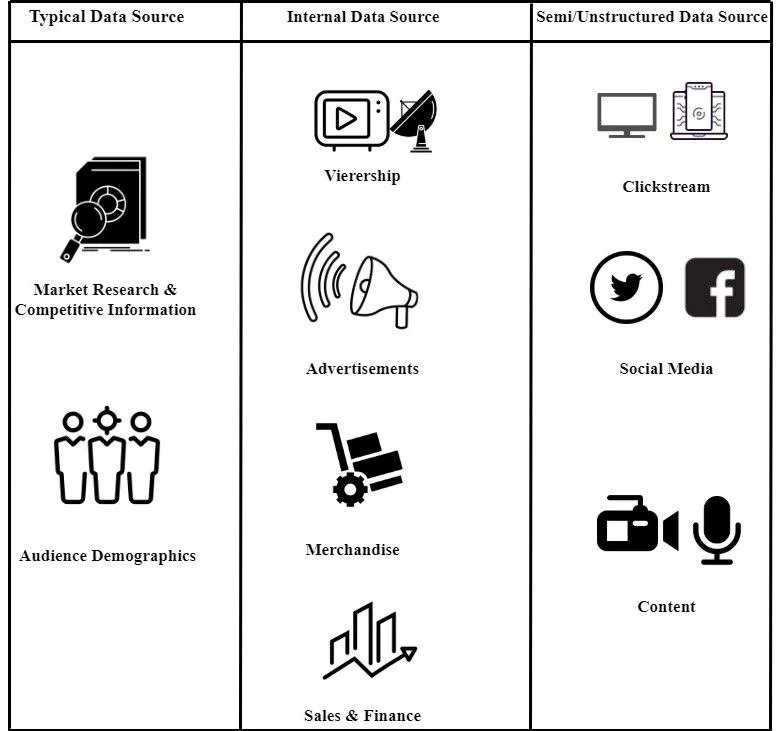 Typical Data Source
Internal Data Source
Semi/Unstructured Data Source
Market Research &
Competitive Information
Audience Demographics
Vierership
Advertisements
Merchandise
Sales & Finance
Clickstream
Social Media
Content